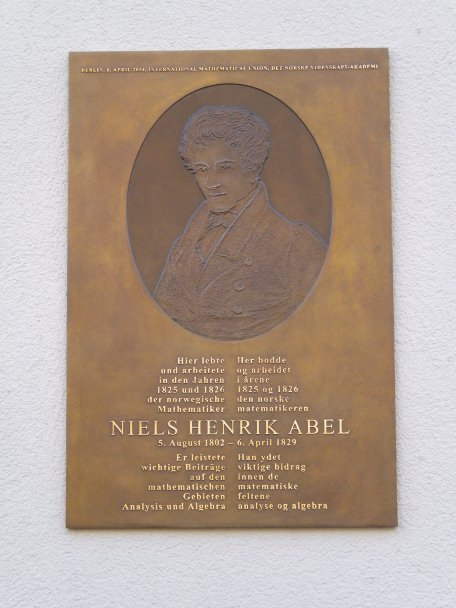 BERLIN, 6. APRIL 2014, INTERNATIONAL MATHEMATICAL UNION, DET NORSKE VIDENSKAPS-AKADEMI
Hier lebte
und arbeitete
in den Jahren
1825 und 1826
der norwegische
Mathematiker
Her bodde
og arbeidet
i årene
1825 og 1826
den norske
matematikeren
NIELS HENRIK ABEL
5. August 1802 – 6. April 1829
Er leistete
wichtige Beiträge
auf den
mathematischen
Gebieten
Analysis und Algebra
Han ydet
viktige bidrag
innen de
matematiske
feltene
analyse og algebra